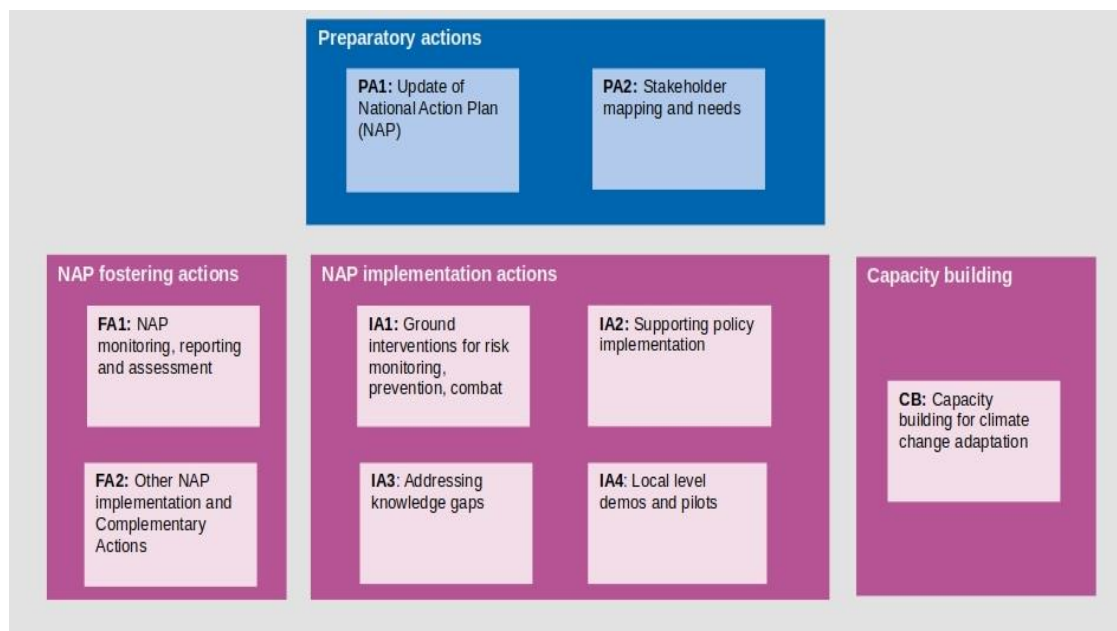 Preparatory actions
PA1: Update of
National Action Plan
(NAP)
PA2: Stakeholder
mapping and needs
NAP fostering actions
FA1: NAP
monitoring, reporting
and assessment
FA2: Other NAP
implementation and
Complementary
Actions
NAP implementation actions
IA1: Ground
interventions for risk
monitoring,
prevention, combat
IA2: Supporting policy
implementation
IA3: Addressing
knowledge gaps
IA4: Local level
demos and pilots
Capacity building
CB: Capacity
building for climate
change adaptation